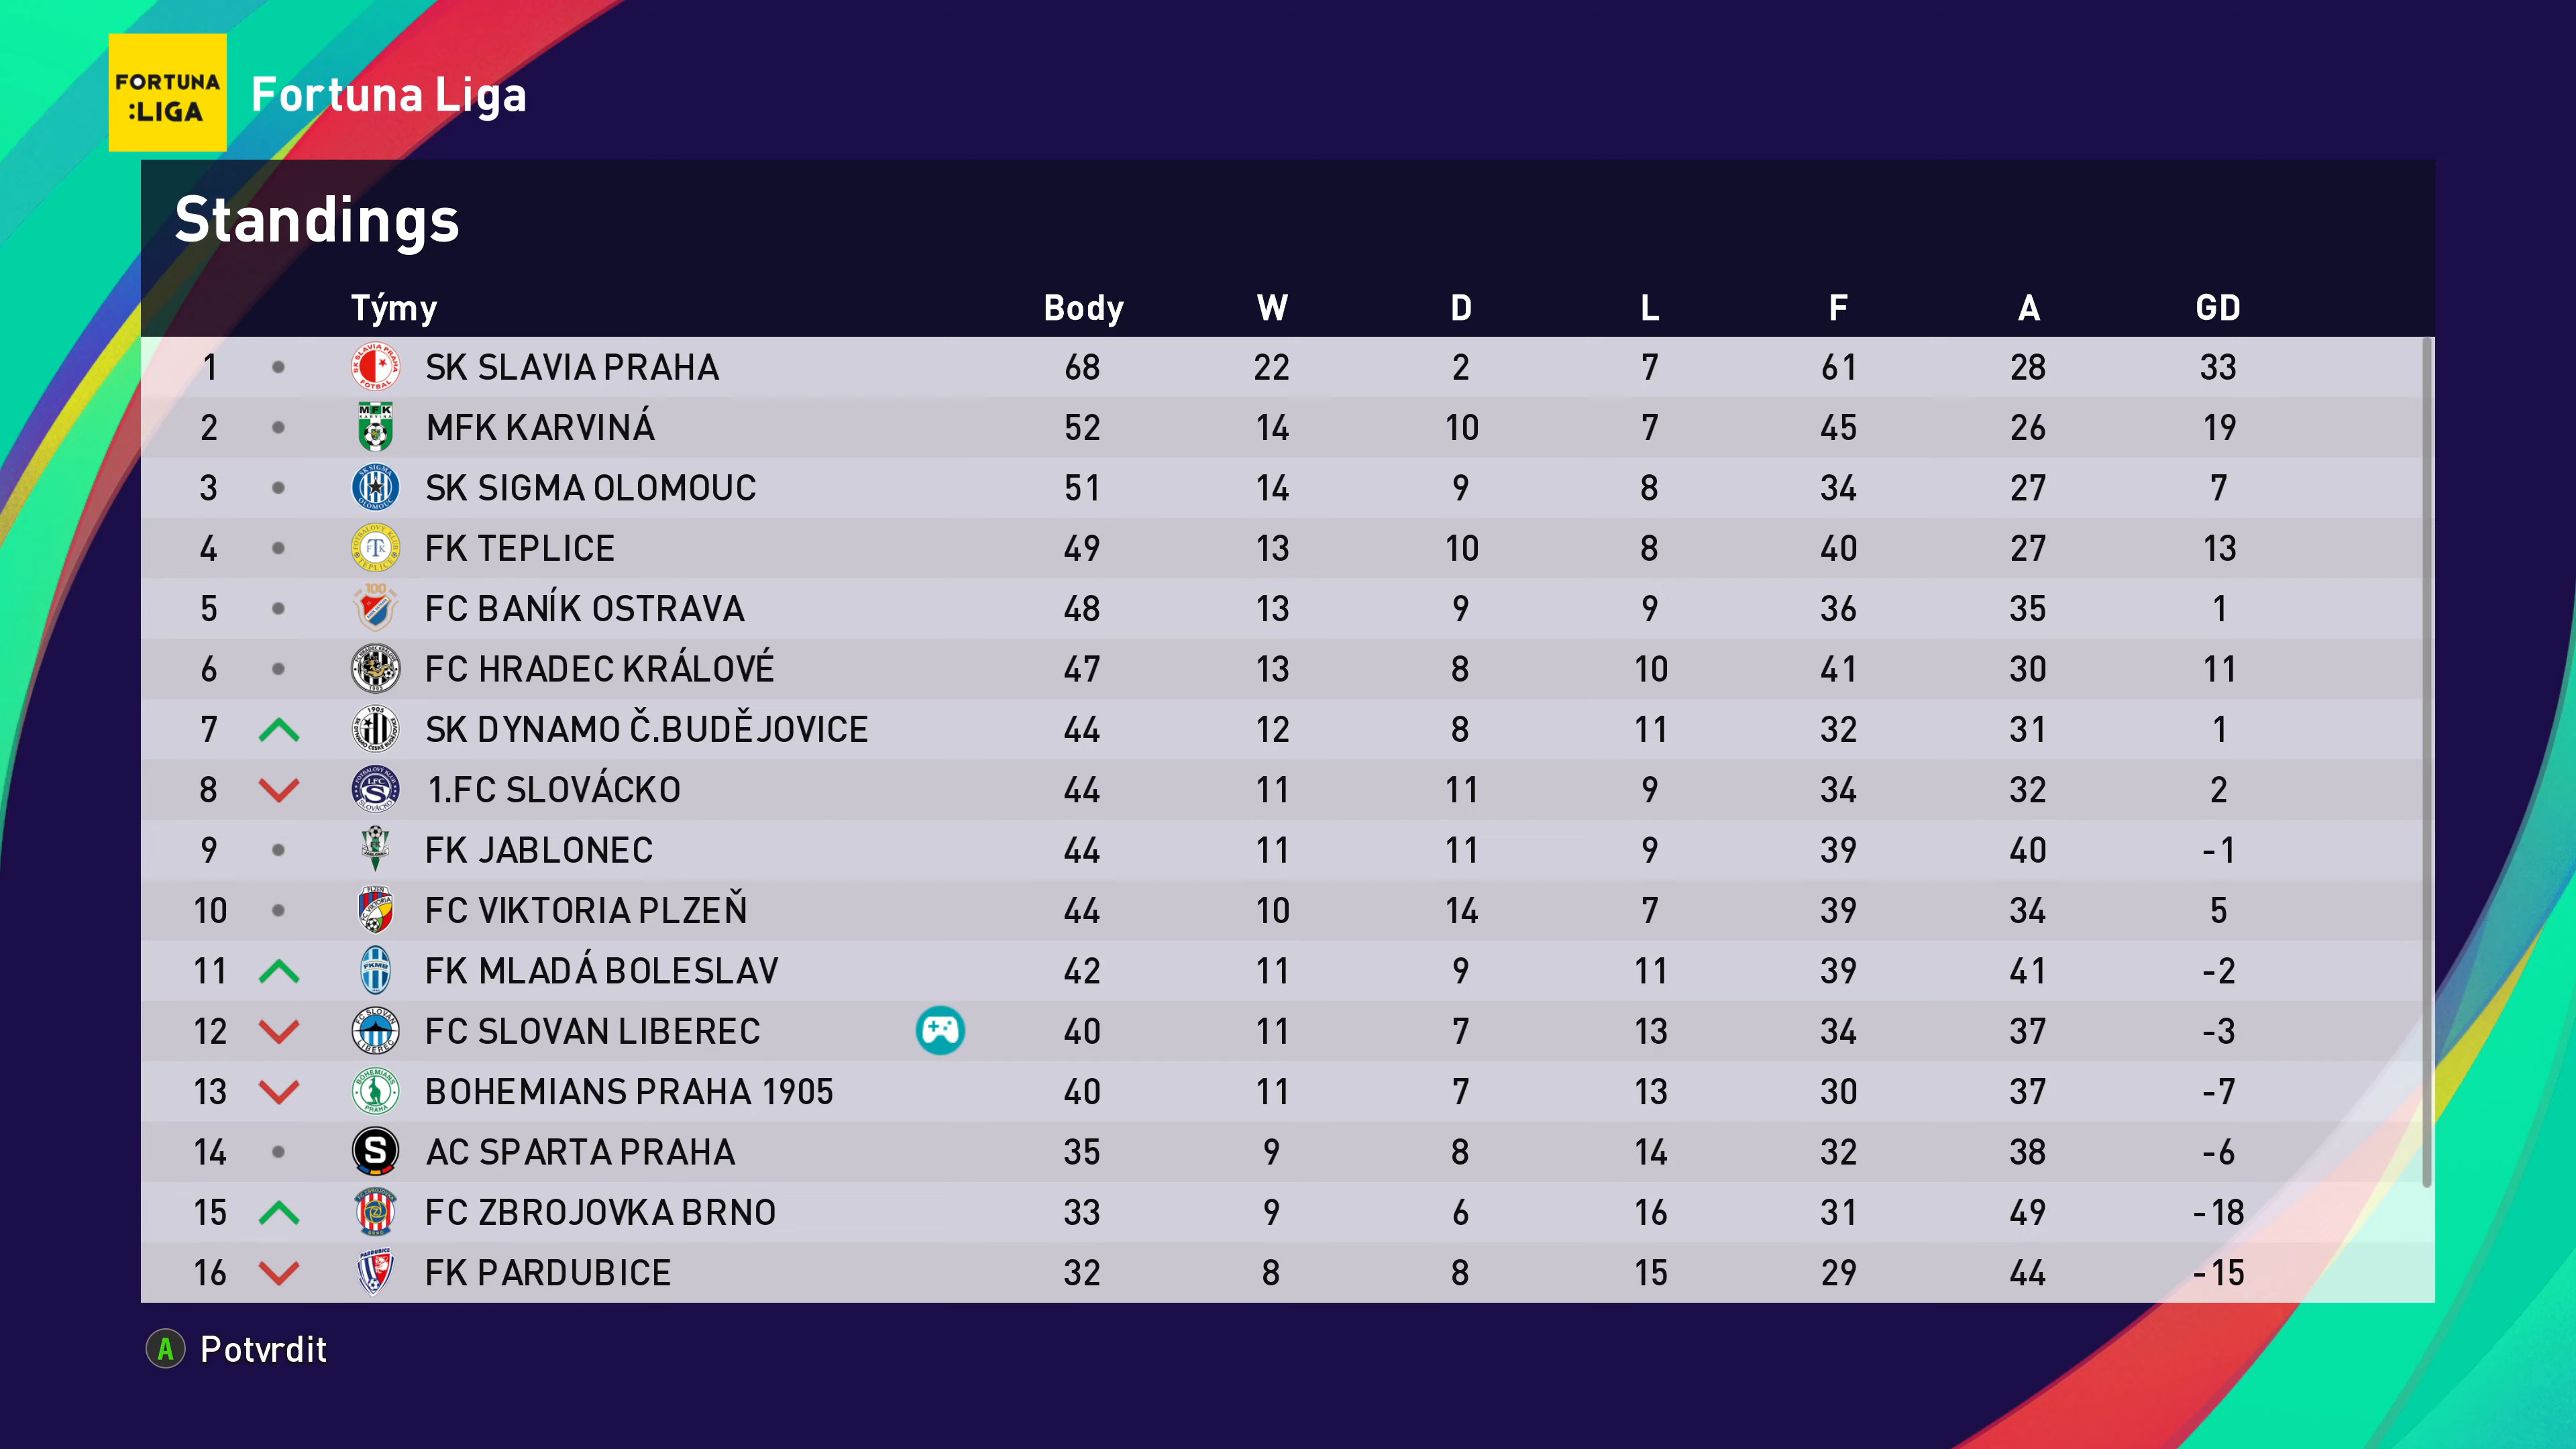 FORTUNA
:LIGA
Fortuna Liga
Standings
Týmy Body W D L F A GD
1 SK SLAVIA PRAHA 68 22 2 7 61 28 33
2 MFK KARVINÁ 52 14 10 7 45 26 19
3 SK SIGMA OLOMOUC 51 14 9 8 34 27 7
4 FK TEPLICE 49 13 10 8 40 27 13
5 FC BANÍK OSTRAVA 48 13 9 9 36 35 1
6 FC HRADEC KRÁLOVÉ 47 13 8 10 41 30 11
7 SK DYNAMO Č.BUDĚJOVICE 44 12 8 11 32 31 1
8 1.FC SLOVÁCKO 44 11 11 9 34 32 2
9 FK JABLONEC 44 11 11 9 39 40 -1
10 FC VIKTORIA PLZEŇ 44 10 14 7 39 34 5
11 FK MLADÁ BOLESLAV 42 11 9 11 39 41 -2
12 FC SLOVAN LIBEREC 40 11 7 13 34 37 -3
13 BOHEMIANS PRAHA 1905 40 11 7 13 30 37 -7
14 AC SPARTA PRAHA 35 9 8 14 32 38 -6
15 FC ZBROJOVKA BRNO 33 9 6 16 31 49 -18
16 FK PARDUBICE 32 8 8 15 29 44 -15
A Potvrdit